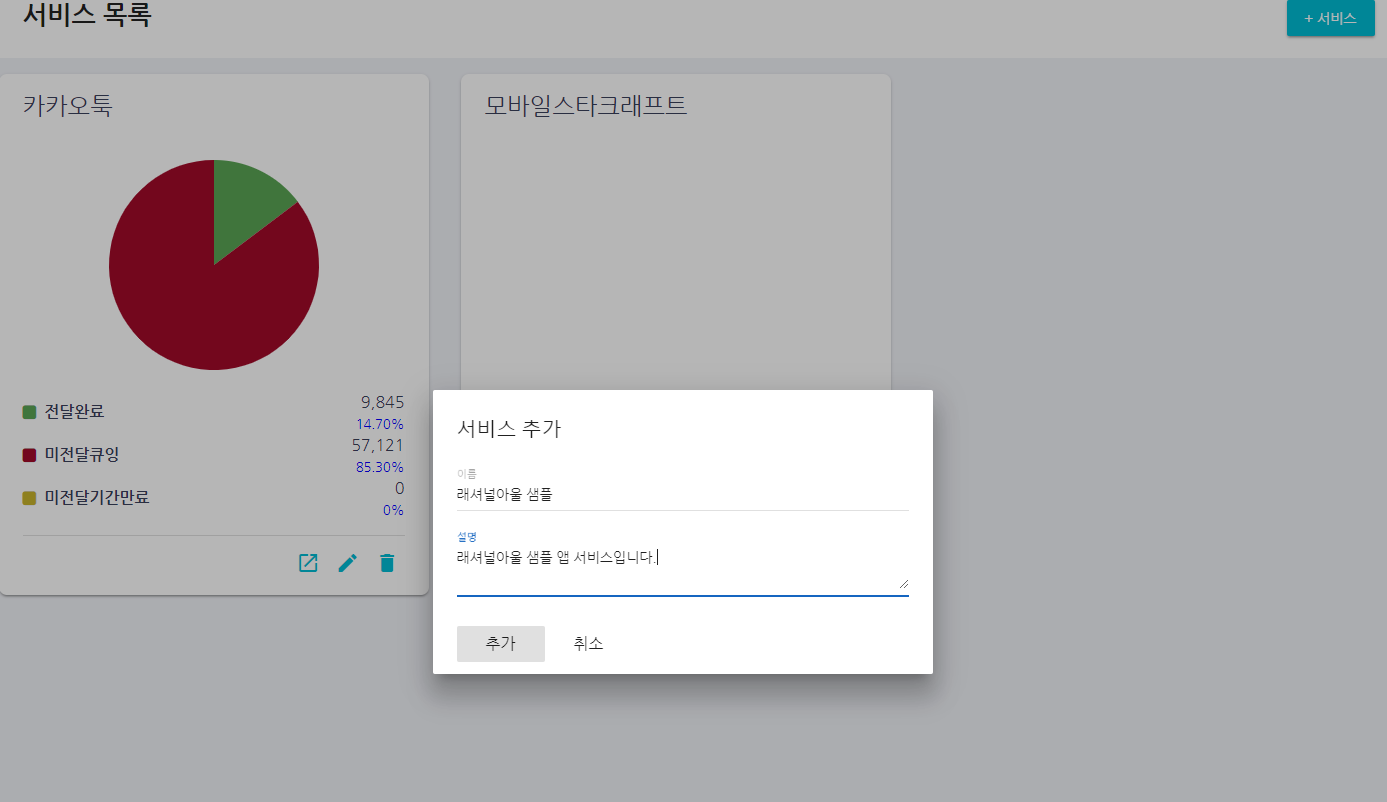 서비스 목록
+ 서비스
카카오톡
모바일스타크래프트
전달완료
9,845
14.70%
미전달큐잉
57,121
85.30%
미전달기간만료
0
0%
서비스 추가
이름
래셔널아울 샘플
설명
래셔널아울 샘플 앱 서비스입니다.
추가
취소